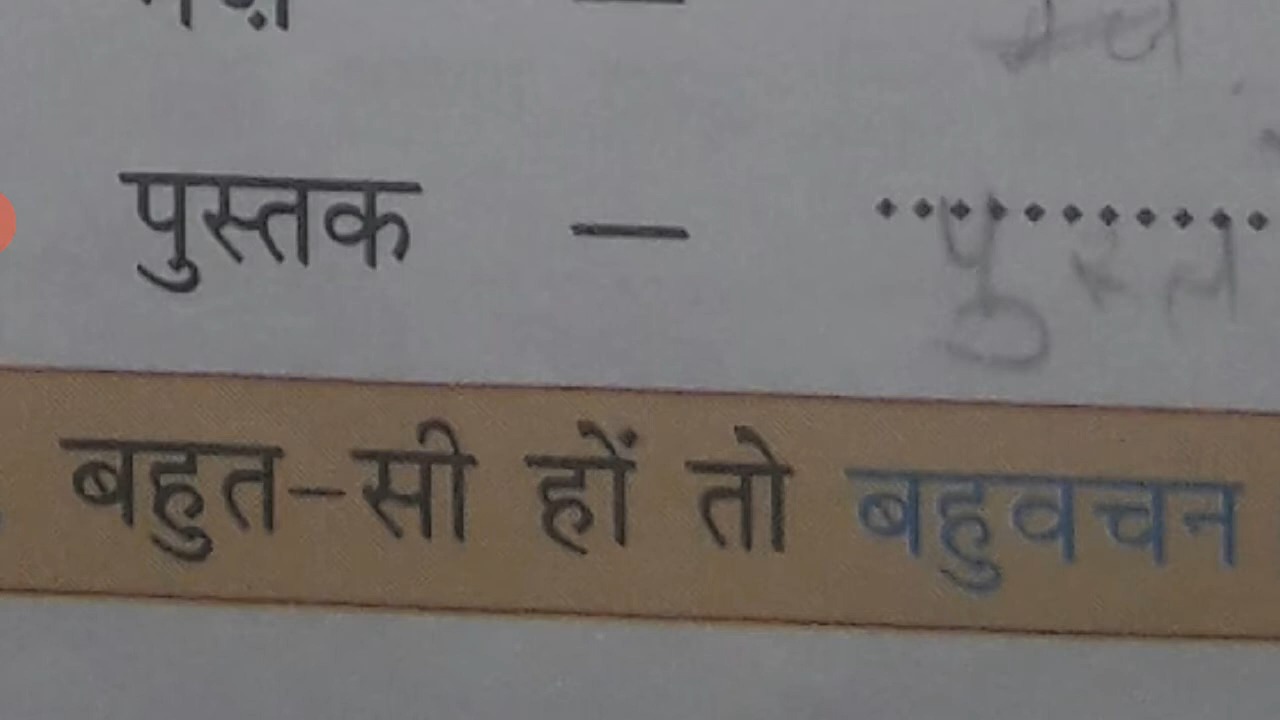 पुस्तक — ........... पुस्त
बहुत-सी हों तो बहुवचन